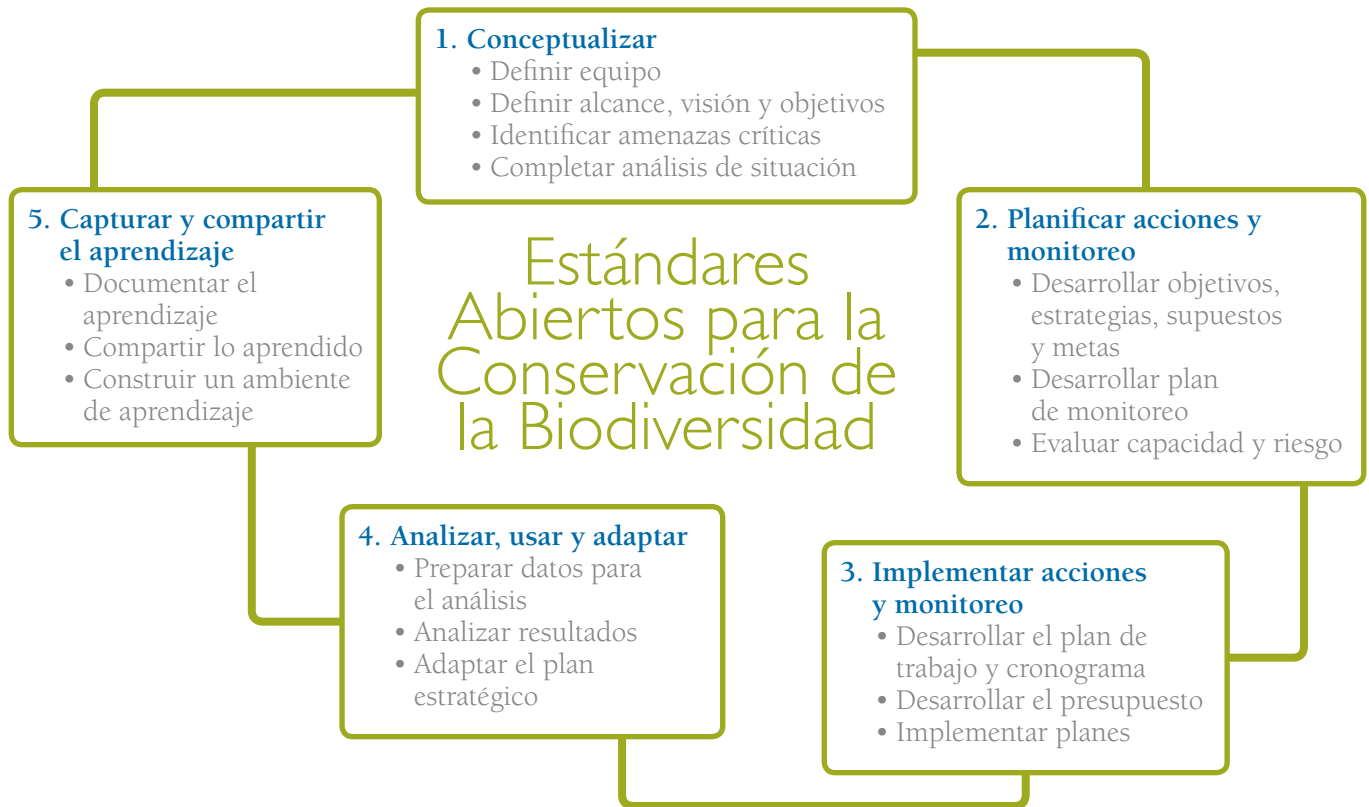 1. Conceptualizar
• Definir equipo
• Definir alcance, visión y objetivos
• Identificar amenazas críticas
• Completar análisis de situación
2. Planificar acciones y
monitoreo
• Desarrollar objetivos,
estrategias, supuestos
y metas
• Desarrollar plan
de monitoreo
• Evaluar capacidad y riesgo
3. Implementar acciones
y monitoreo
• Desarrollar el plan de
trabajo y cronograma
• Desarrollar el presupuesto
• Implementar planes
4. Analizar, usar y adaptar
• Preparar datos para
el análisis
• Analizar resultados
• Adaptar el plan
estratégico
5. Capturar y compartir
el aprendizaje
• Documentar el
aprendizaje
• Compartir lo aprendido
• Construir un ambiente
de aprendizaje
Estándares
Abiertos para la
Conservación de
la Biodiversidad